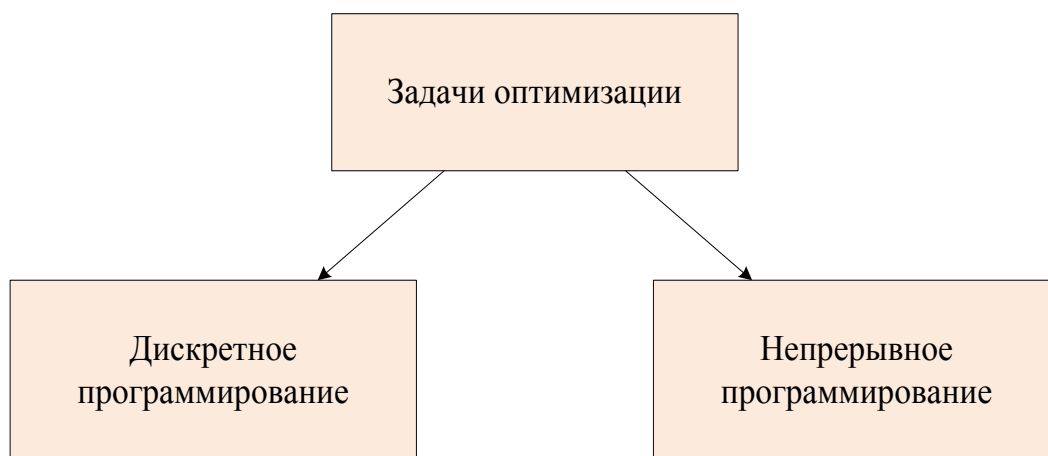 Задачи оптимизации
Дискретное
программирование
Непрерывное
программирование